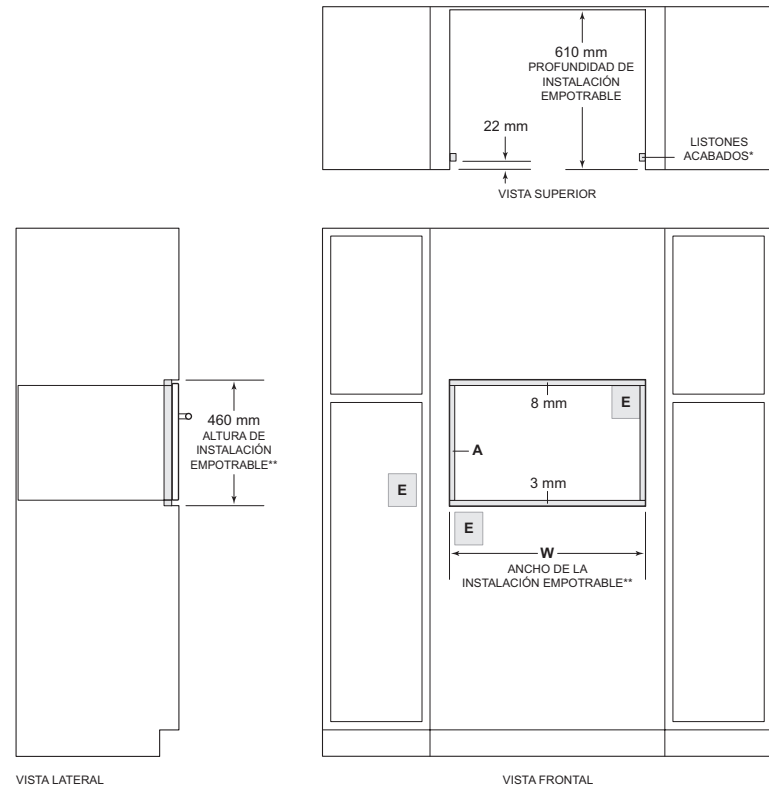 610 mm
PROFUNDIDAD DE
INSTALACIÓN
EMPOTRABLE
22 mm
LISTONES
ACABADOS*
VISTA SUPERIOR
460 mm
ALTURA DE
INSTALACIÓN
EMPOTRABLE**
8 mm
E
A
3 mm
E
E
W
ANCHO DE LA
INSTALACIÓN EMPOTRABLE**
VISTA LATERAL
VISTA FRONTAL